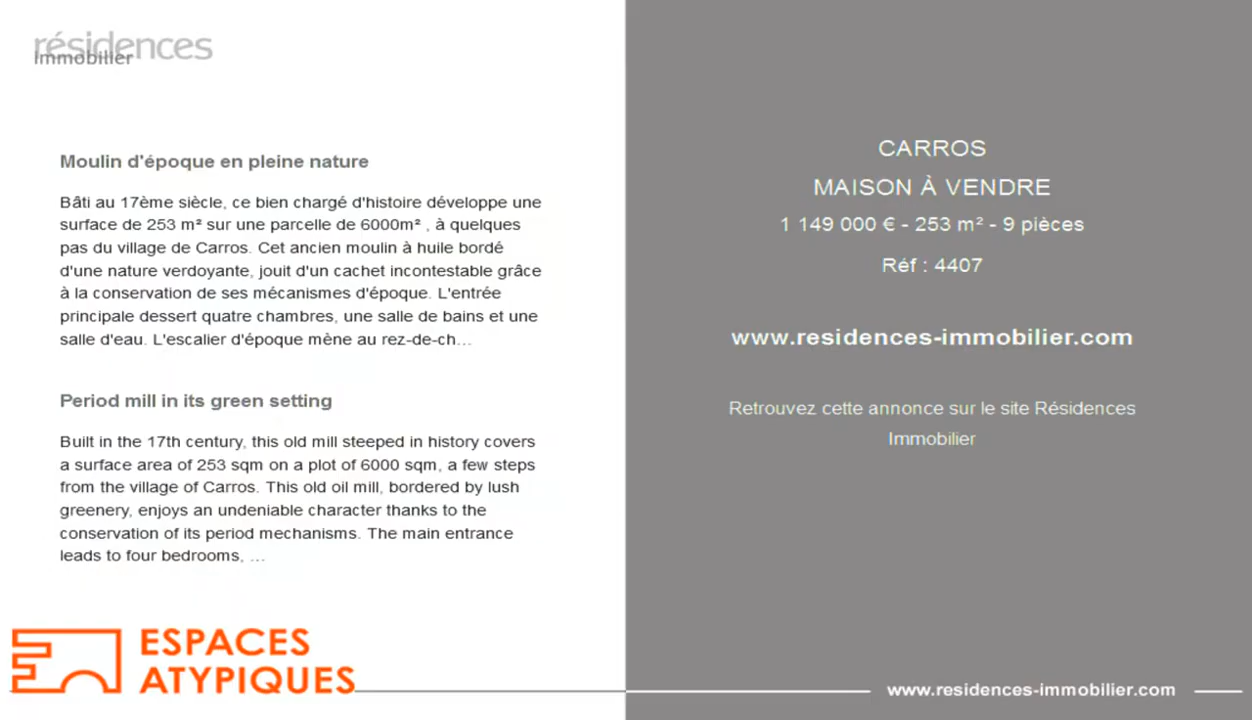 résidences
Immobilier
Moulin d'époque en pleine nature
Bâti au 17ème siècle, ce bien chargé d'histoire développe une
surface de 253 m² sur une parcelle de 6000m² , à quelques
pas du village de Carros. Cet ancien moulin à huile bordé
d'une nature verdoyante, jouit d'un cachet incontestable grâce
à la conservation de ses mécanismes d'époque. L'entrée
principale dessert quatre chambres, une salle de bains et une
salle d'eau. L'escalier d'époque mène au rez-de-ch...
Period mill in its green setting
Built in the 17th century, this old mill steeped in history covers
a surface area of 253 sqm on a plot of 6000 sqm, a few steps
from the village of Carros. This old oil mill, bordered by lush
greenery, enjoys an undeniable character thanks to the
conservation of its period mechanisms. The main entrance
leads to four bedrooms, ...
ESPACES
ATYPIQUES
CARROS
MAISON À VENDRE
1 149 000 € - 253 m² - 9 pièces
Réf : 4407
www.residences-immobilier.com
Retrouvez cette annonce sur le site Résidences
Immobilier
www.residences-immobilier.com